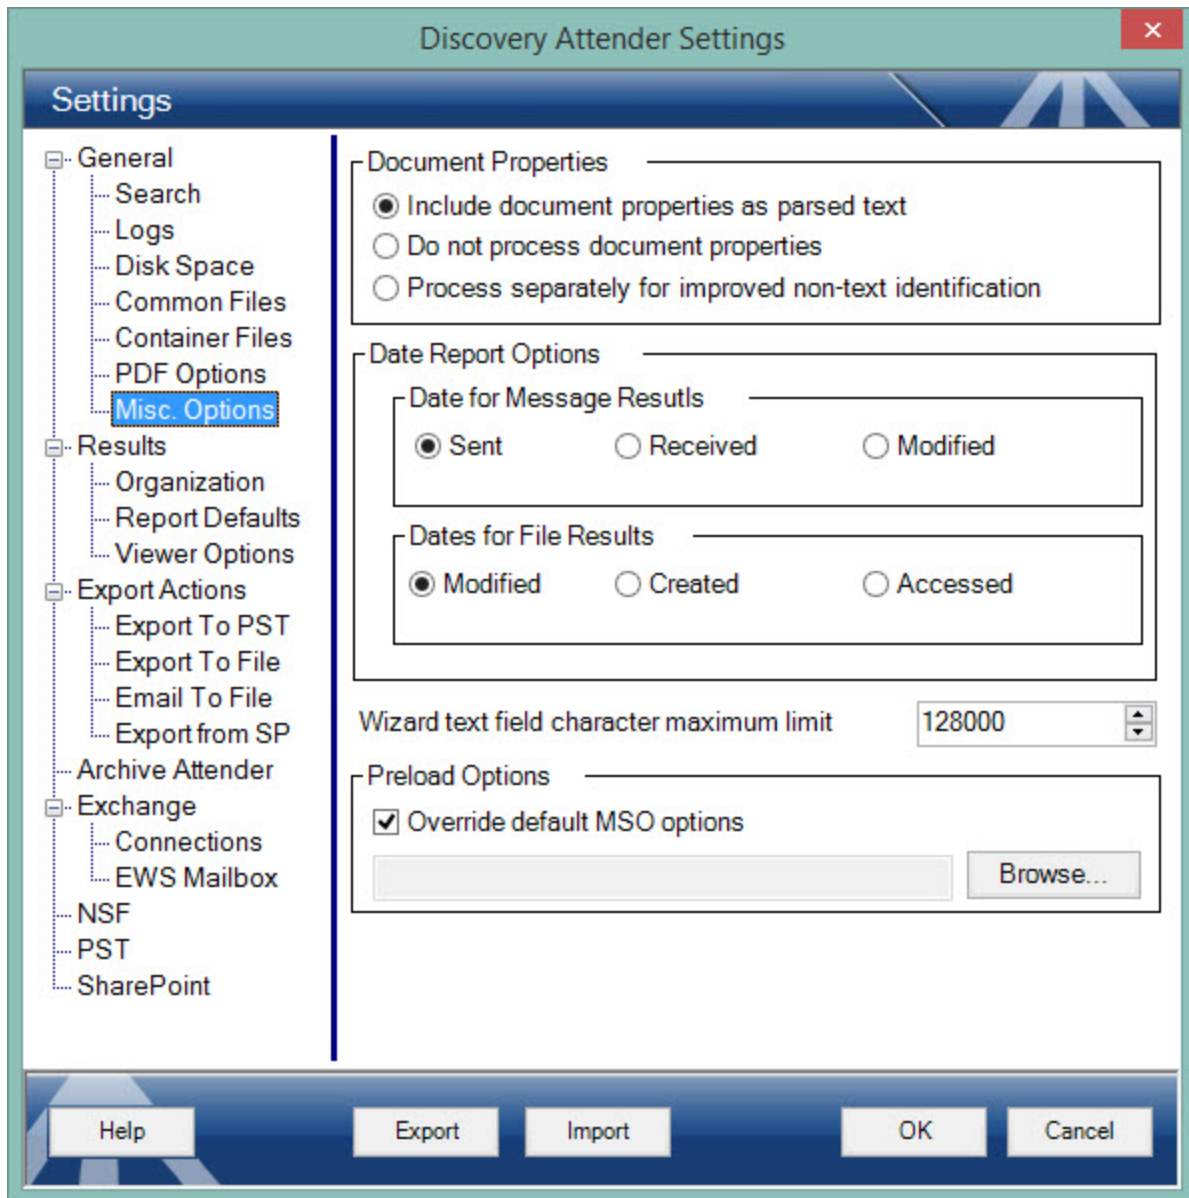 Discovery Attender Settings
Settings
General
Search
Logs
Disk Space
Common Files
Container Files
PDF Options
Misc. Options
Results
Organization
Report Defaults
Viewer Options
Export Actions
Export To PST
Export To File
Email To File
Export from SP
Archive Attender
Exchange
Connections
EWS Mailbox
NSF
PST
SharePoint
Document Properties
Include document properties as parsed text
Do not process document properties
Process separately for improved non-text identification
Date Report Options
Date for Message Resutls
Sent Received Modified
Dates for File Results
Modified Created Accessed
Wizard text field character maximum limit 128000
Preload Options
Override default MSO options
Browse...
Help Export Import OK Cancel